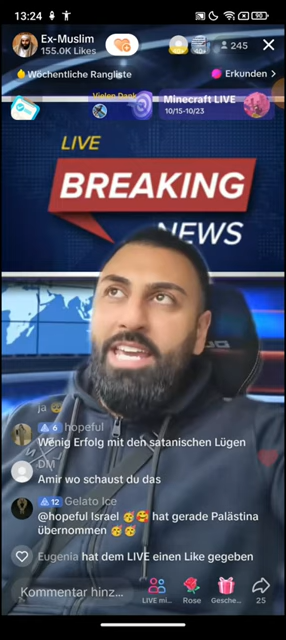 13:24
90
Ex-Muslim
155.0K Likes
40+
245
Wöchentliche Rangliste
Erkunden >
Vielen Dank
Minecraft LIVE
10/15-10/23
LIVE
BREAKING
NEWS
ja
6 hopeful
Wenig Erfolg mit den satanischen Lügen
DM
Amir wo schaust du das
12 Gelato Ice
@hopeful Israel 🥳🥰 hat gerade Palästina
übernommen 🥳🥳
Eugenia hat dem LIVE einen Like gegeben
Kommentar hinz...
LIVE mi...
Rose
Gesche...
25